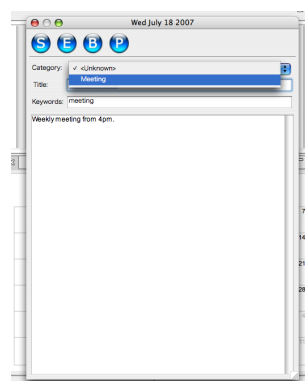 Wed July 18 2007
S E B P
Category: ✓ <Unknown>
Meeting
Title:
Keywords: meeting
Weekly meeting from 4pm.
7
14
21
28